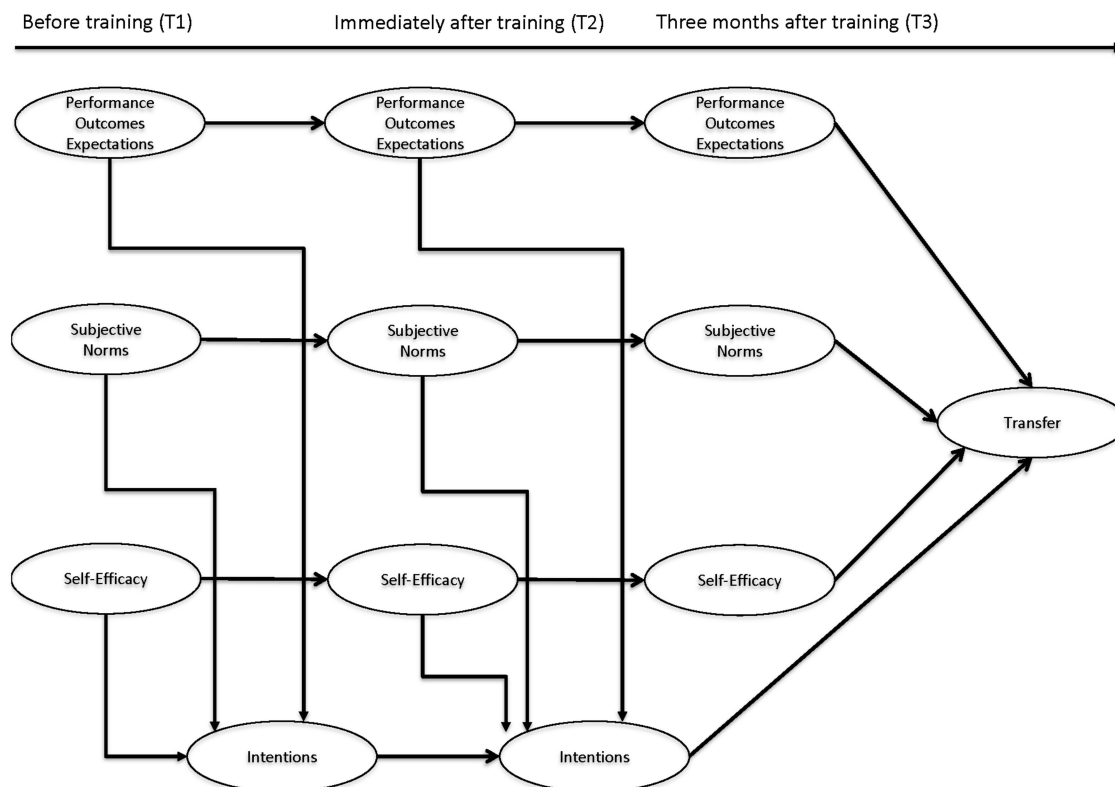 Before training (T1)
Immediately after training (T2)
Three months after training (T3)
Performance
Outcomes
Expectations
Performance
Outcomes
Expectations
Performance
Outcomes
Expectations
Subjective
Norms
Subjective
Norms
Subjective
Norms
Transfer
Self-Efficacy
Self-Efficacy
Self-Efficacy
Intentions
Intentions